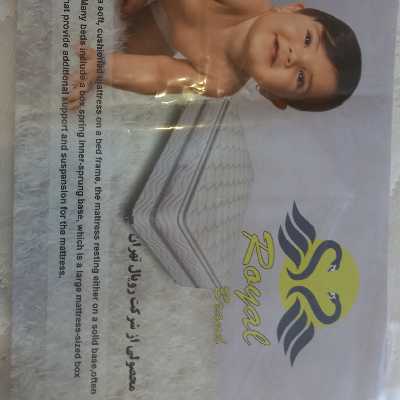 Royal
Brand
محصولی از شرکت رویال تهران
a soft, cushioned mattress on a bed frame, the mattress resting either on a solid base,often
Many beds include a box spring inner-sprung base, which is a large mattress-sized box
hat provide additional support and suspension for the mattress.